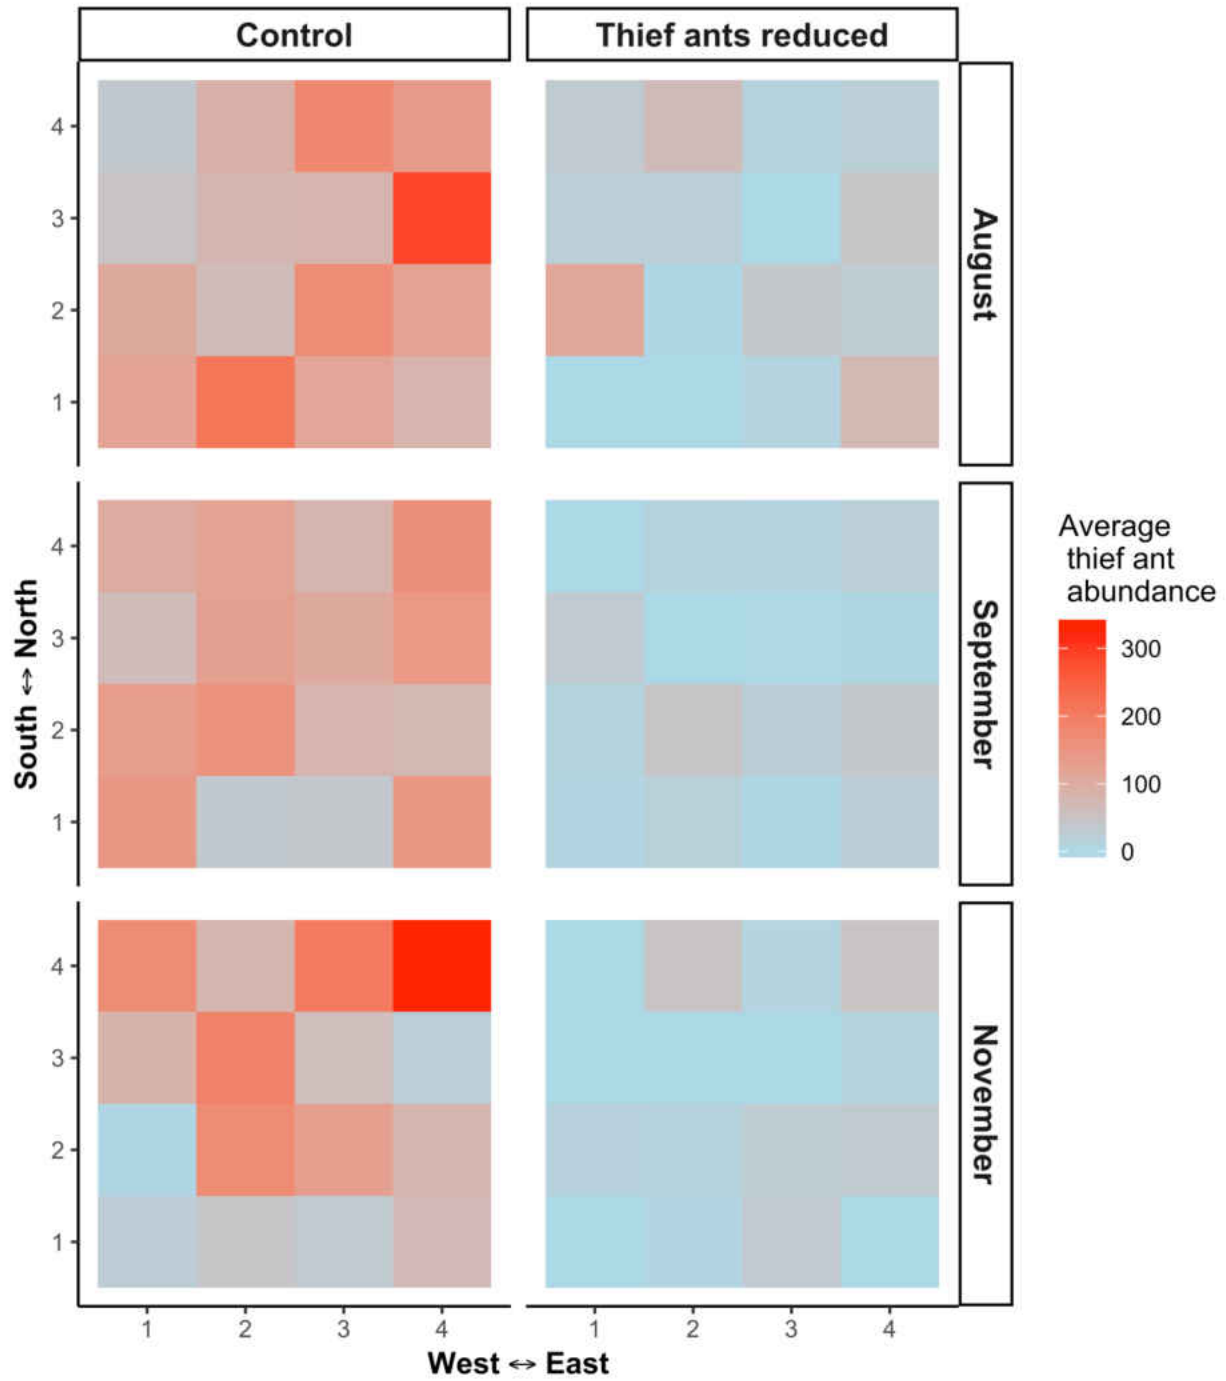 Control
Thief ants reduced
4
3
2
1
August
4
3
2
1
September
4
3
2
1
November
South ↔ North
1
2
3
4
1
2
3
4
West ↔ East
Average
thief ant
abundance
300
200
100
0